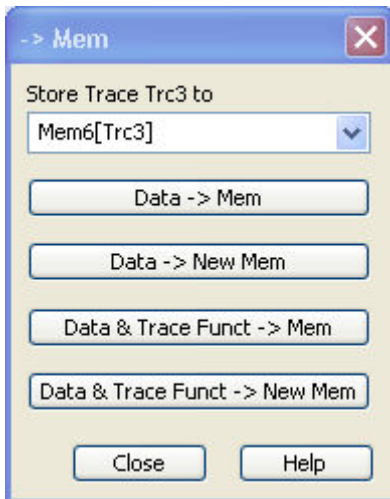 -> Mem
Store Trace Trc3 to
Mem6[Trc3]
Data -> Mem
Data -> New Mem
Data & Trace Funct -> Mem
Data & Trace Funct -> New Mem
Close Help